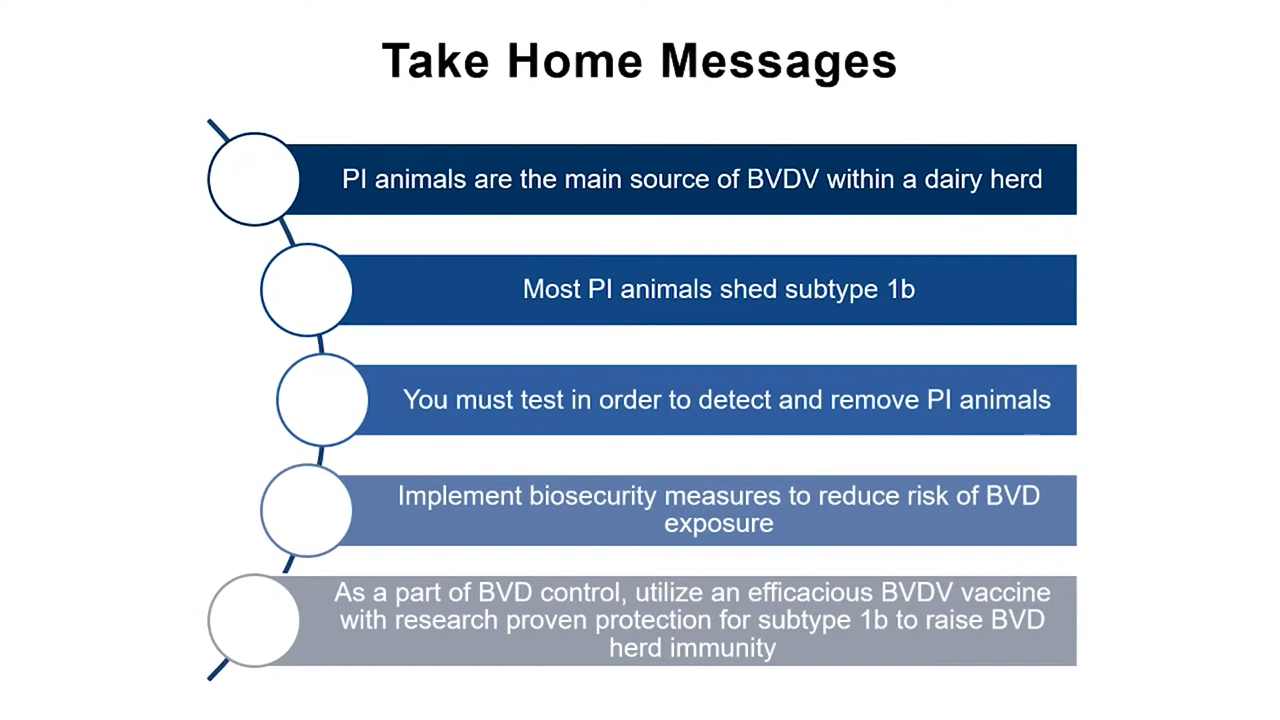 Take Home Messages
PI animals are the main source of BVDV within a dairy herd
Most PI animals shed subtype 1b
You must test in order to detect and remove PI animals
Implement biosecurity measures to reduce risk of BVD
exposure
As a part of BVD control, utilize an efficacious BVDV vaccine
with research proven protection for subtype 1b to raise BVD
herd immunity